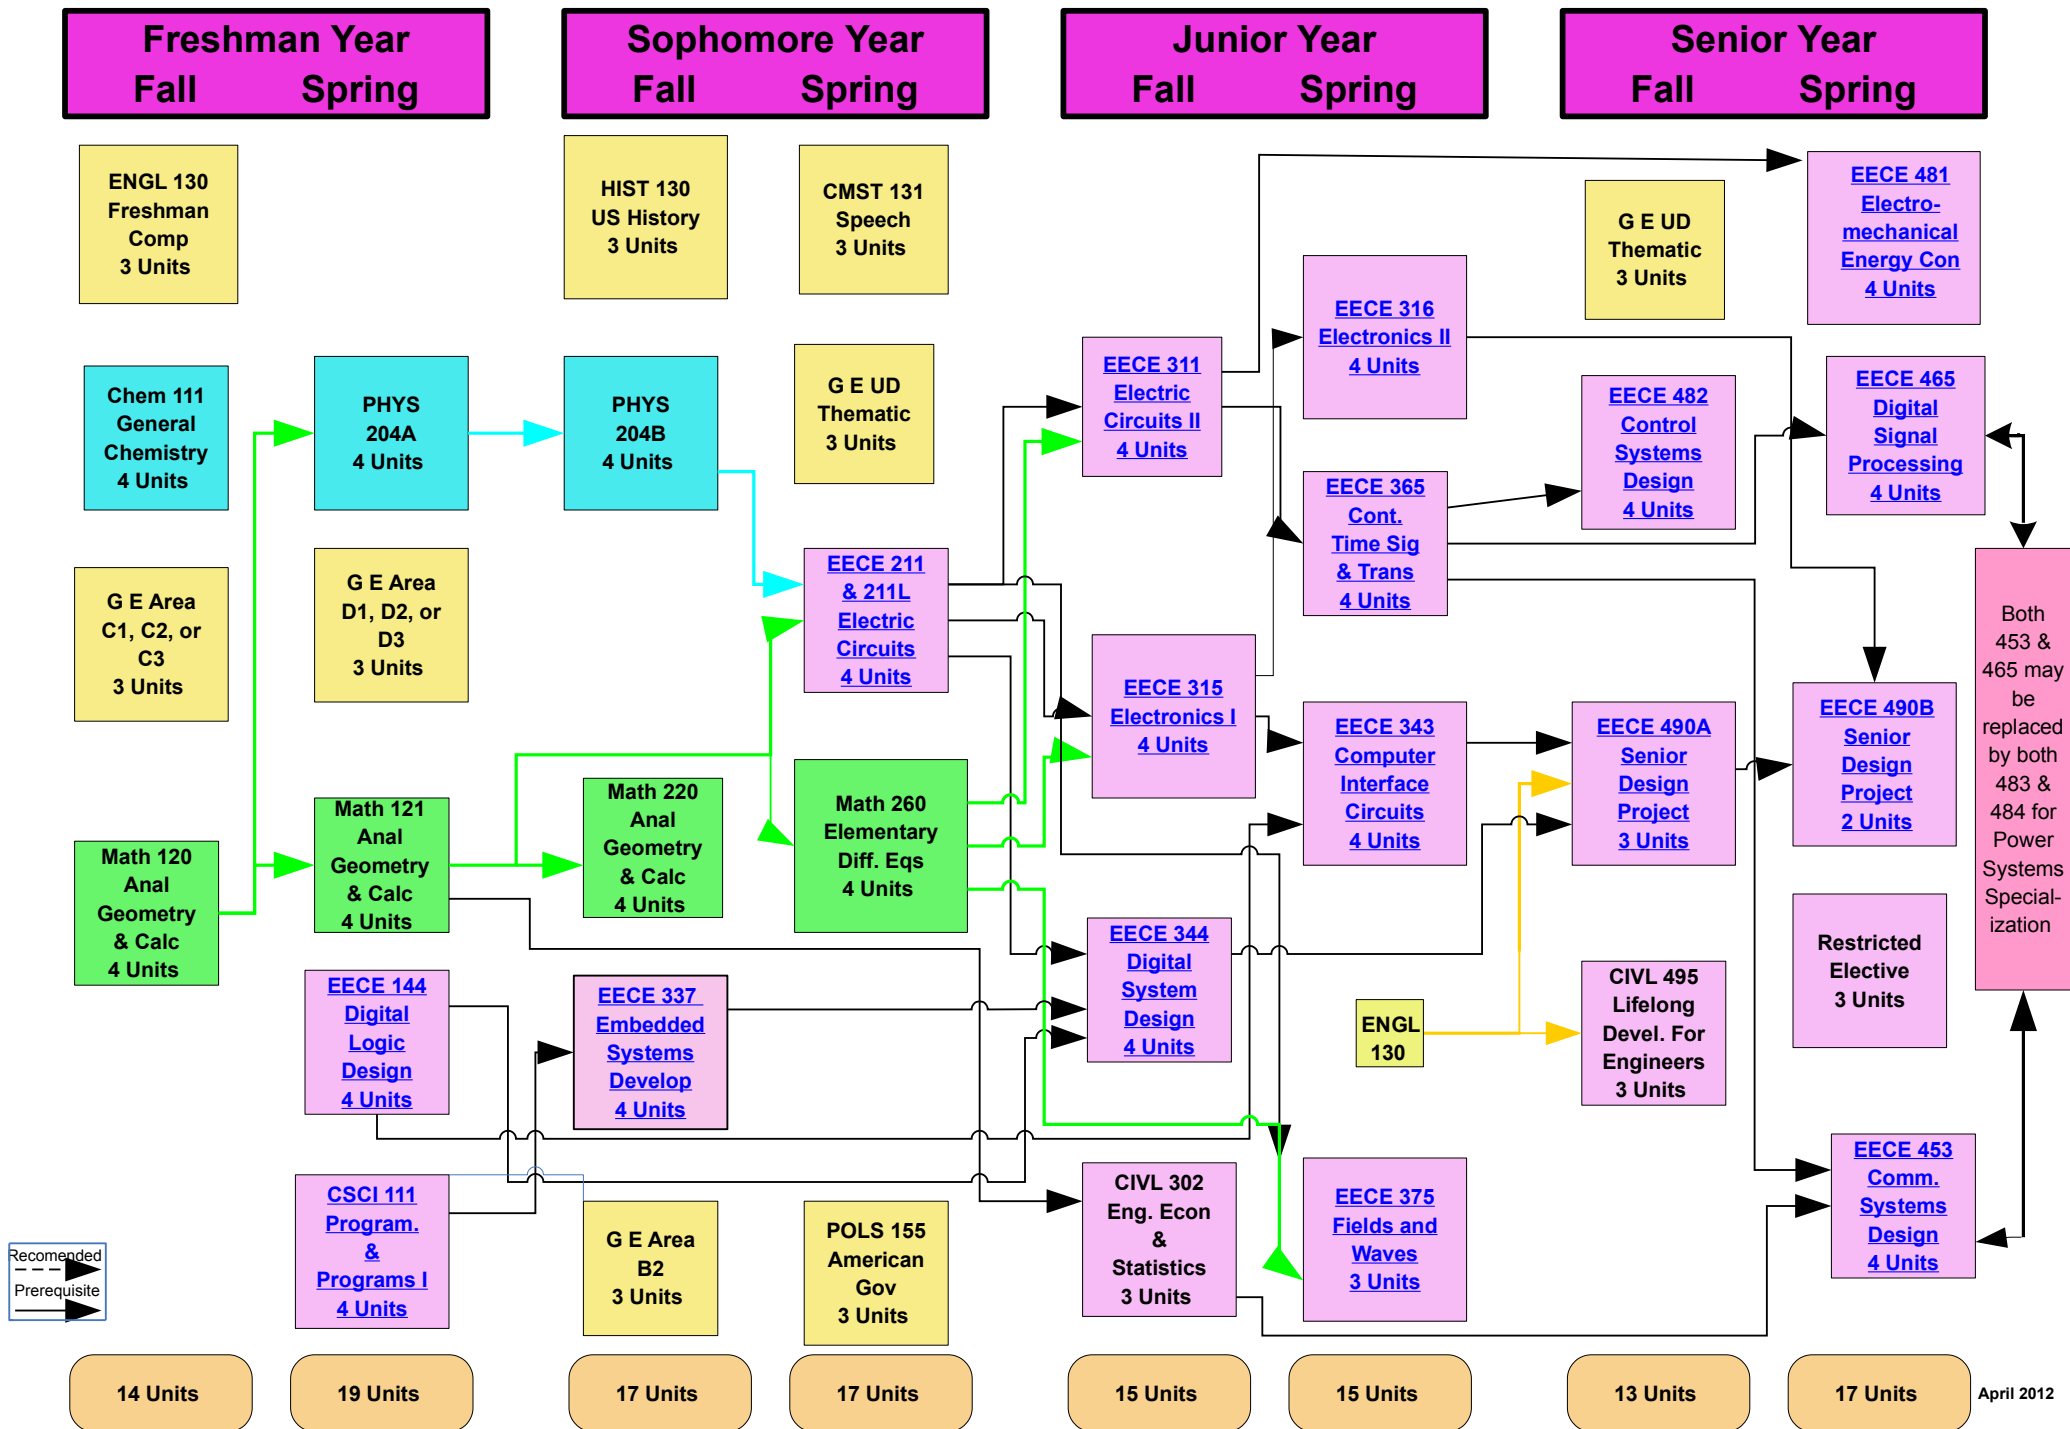 Freshman Year
Fall Spring
Sophomore Year
Fall Spring
Junior Year
Fall Spring
Senior Year
Fall Spring
ENGL 130
Freshman
Comp
3 Units
Chem 111
General
Chemistry
4 Units
G E Area
C1, C2, or
C3
3 Units
Math 120
Anal
Geometry
& Calc
4 Units
PHYS
204A
4 Units
G E Area
D1, D2, or
D3
3 Units
Math 121
Anal
Geometry
& Calc
4 Units
EECE 144
Digital
Logic
Design
4 Units
CSCI 111
Program.
&
Programs I
4 Units
HIST 130
US History
3 Units
PHYS
204B
4 Units
Math 220
Anal
Geometry
& Calc
4 Units
EECE 337
Embedded
Systems
Develop
4 Units
G E Area
B2
3 Units
CMST 131
Speech
3 Units
G E UD
Thematic
3 Units
EECE 211
& 211L
Electric
Circuits
4 Units
Math 260
Elementary
Diff. Eqs
4 Units
POLS 155
American
Gov
3 Units
EECE 311
Electric
Circuits II
4 Units
EECE 315
Electronics I
4 Units
EECE 344
Digital
System
Design
4 Units
CIVL 302
Eng. Econ
&
Statistics
3 Units
EECE 316
Electronics II
4 Units
EECE 365
Cont.
Time Sig
& Trans
4 Units
EECE 343
Computer
Interface
Circuits
4 Units
ENGL
130
EECE 375
Fields and
Waves
3 Units
G E UD
Thematic
3 Units
EECE 482
Control
Systems
Design
4 Units
EECE 490A
Senior
Design
Project
3 Units
CIVL 495
Lifelong
Devel. For
Engineers
3 Units
EECE 481
Electro-
mechanical
Energy Con
4 Units
EECE 465
Digital
Signal
Processing
4 Units
EECE 490B
Senior
Design
Project
2 Units
Restricted
Elective
3 Units
EECE 453
Comm.
Systems
Design
4 Units
Both
453 &
465 may
be
replaced
by both
483 &
484 for
Power
Systems
Special-
ization
Recomended
Prerequisite
14 Units
19 Units
17 Units
17 Units
15 Units
15 Units
13 Units
17 Units
April 2012